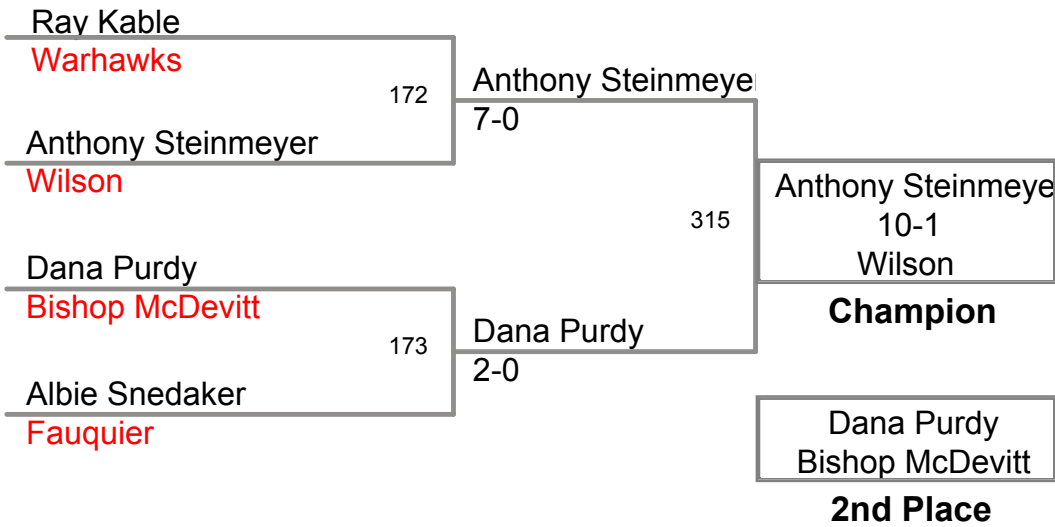 Ray Kable
Warhawks
172
Anthony Steinmeyer
Wilson
Anthony Steinmeye
7-0
Dana Purdy
Bishop McDevitt
173
Albie Snedaker
Fauquier
Dana Purdy
2-0
315
Anthony Steinmeye
10-1
Wilson
Champion
Dana Purdy
Bishop McDevitt
2nd Place